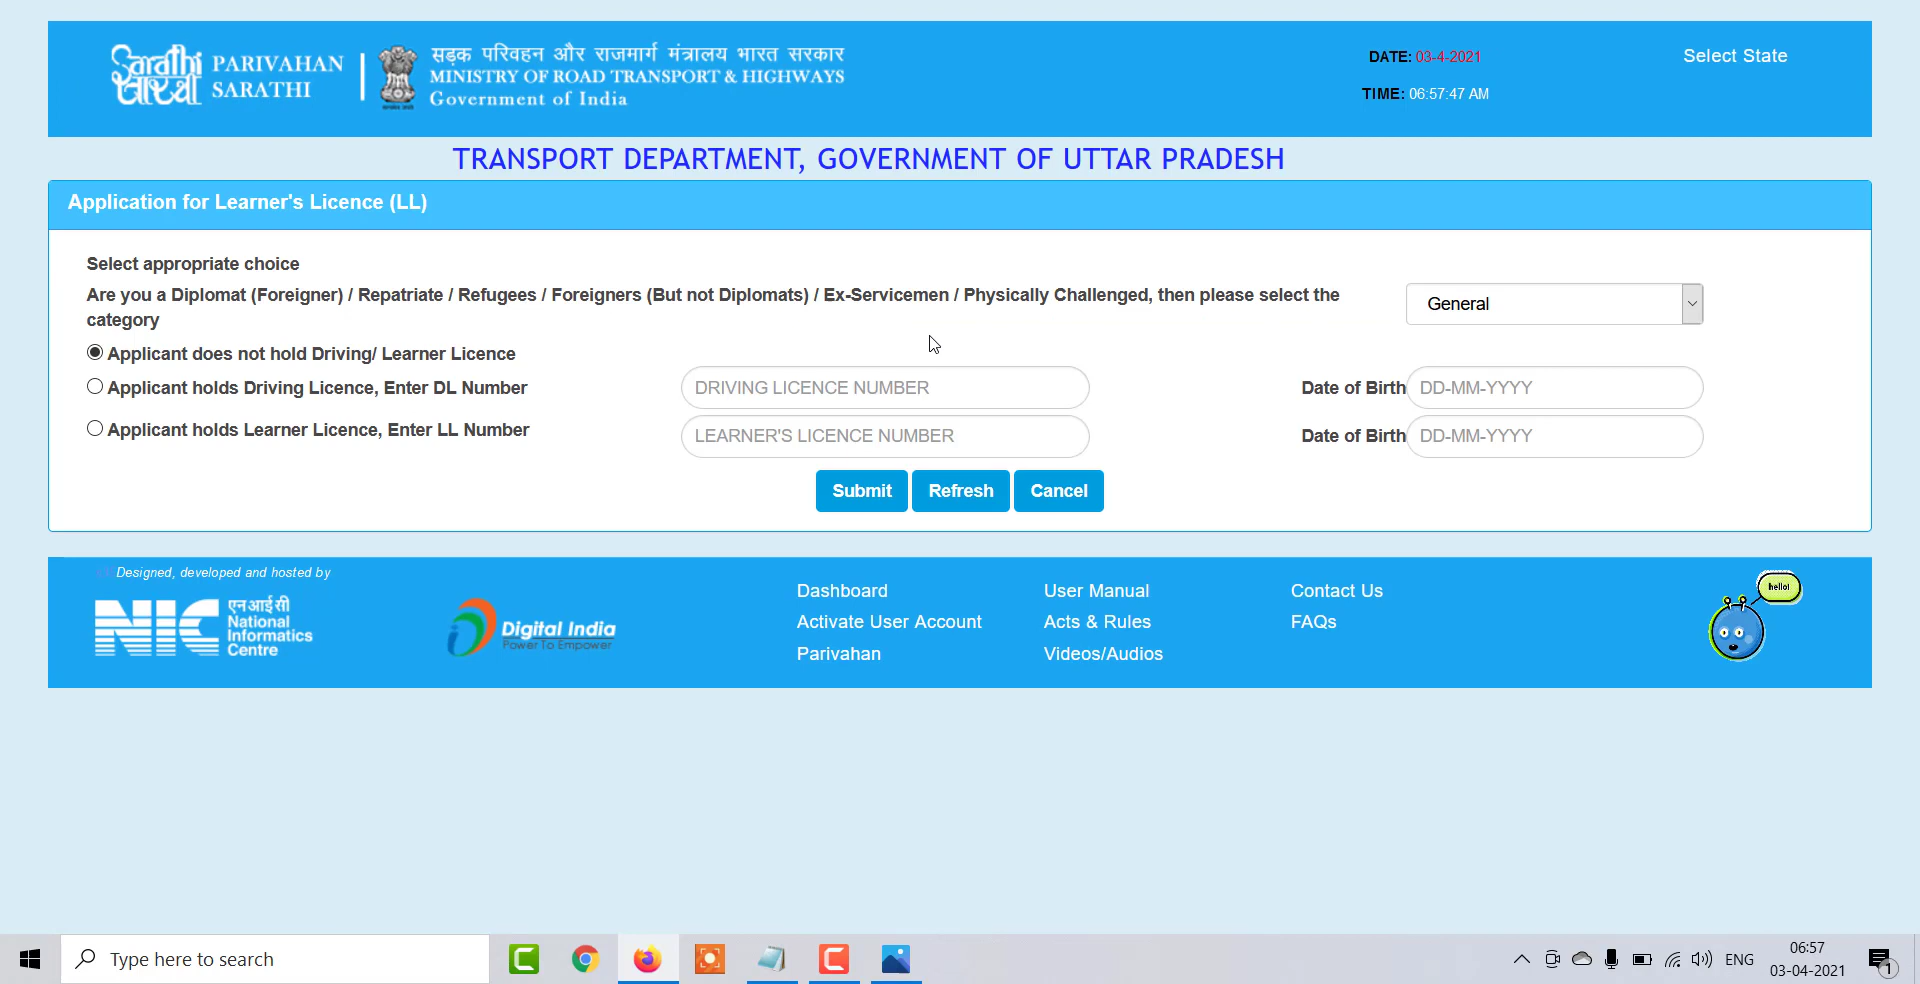 Sarathi
सारथी
PARIVAHAN
SARATHI
सड़क परिवहन और राजमार्ग मंत्रालय भारत सरकार
MINISTRY OF ROAD TRANSPORT & HIGHWAYS
Government of India
DATE: 03-4-2021
TIME: 06:57:47 AM
Select State
TRANSPORT DEPARTMENT, GOVERNMENT OF UTTAR PRADESH
Application for Learner's Licence (LL)
Select appropriate choice
Are you a Diplomat (Foreigner) / Repatriate / Refugees / Foreigners (But not Diplomats) / Ex-Servicemen / Physically Challenged, then please select the
category
General
Applicant does not hold Driving/ Learner Licence
Applicant holds Driving Licence, Enter DL Number DRIVING LICENCE NUMBER Date of Birth DD-MM-YYYY
Applicant holds Learner Licence, Enter LL Number LEARNER'S LICENCE NUMBER Date of Birth DD-MM-YYYY
Submit Refresh Cancel
Designed, developed and hosted by
NIC
एनआईसी
National
Informatics
Centre
Digital India
Power To Empower
Dashboard
Activate User Account
Parivahan
User Manual
Acts & Rules
Videos/Audios
Contact Us
FAQs
hello!
Type here to search
ENG
06:57
03-04-2021
1